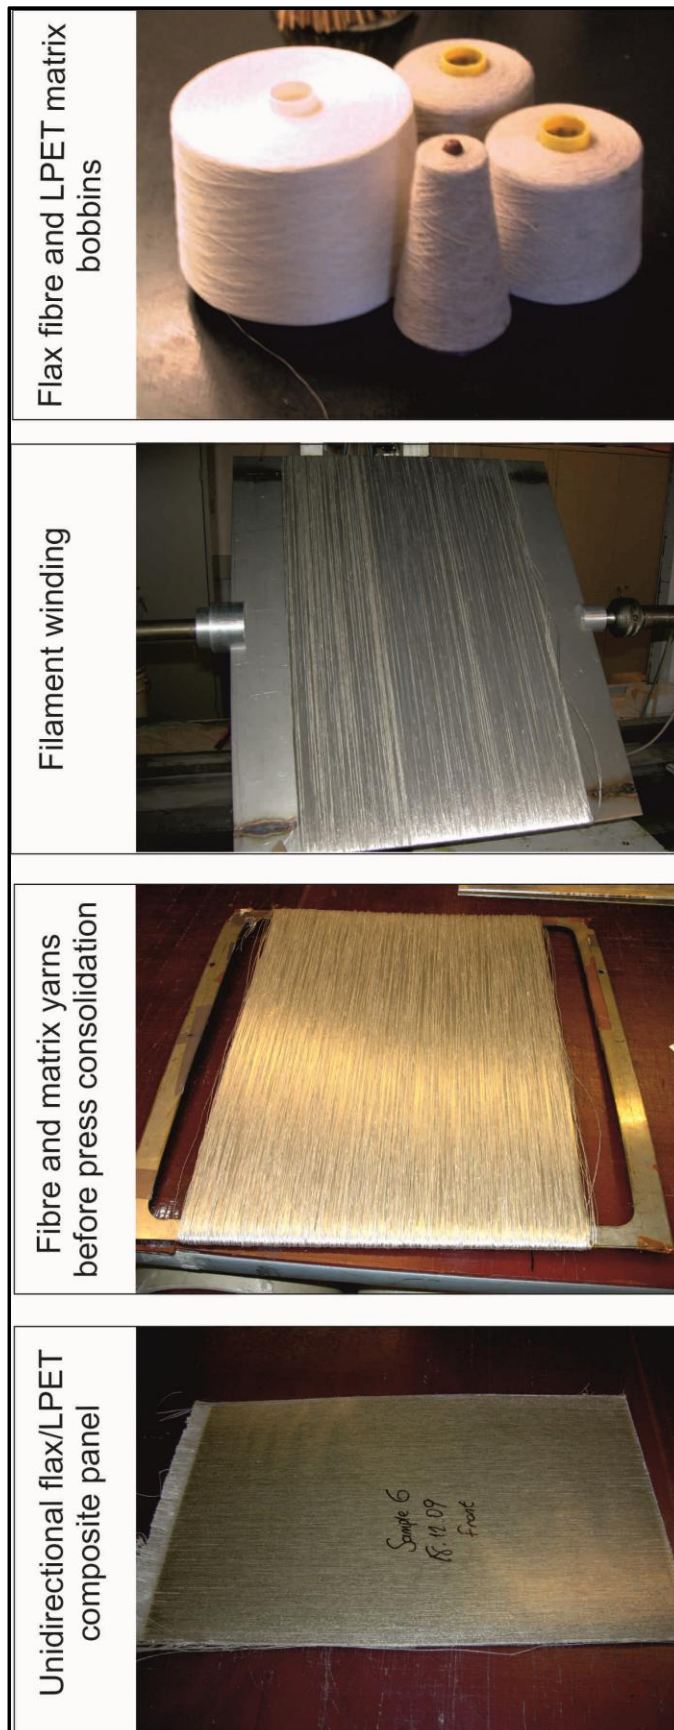 Flax fibre and LPET matrix
bobbins
Filament winding
Fibre and matrix yarns
before press consolidation
Unidirectional flax/LPET
composite panel
Sample 6
18.12.09
Front